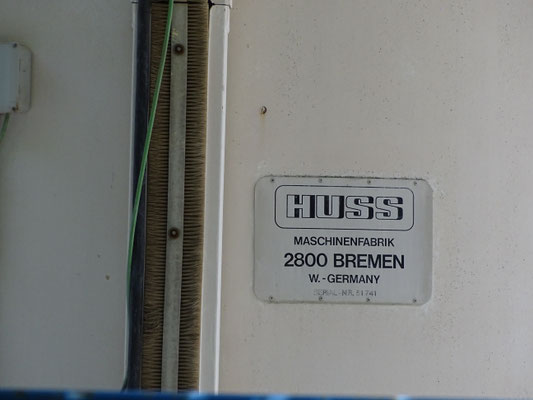 HUSS
MASCHINENFABRIK
2800 BREMEN
W.-GERMANY